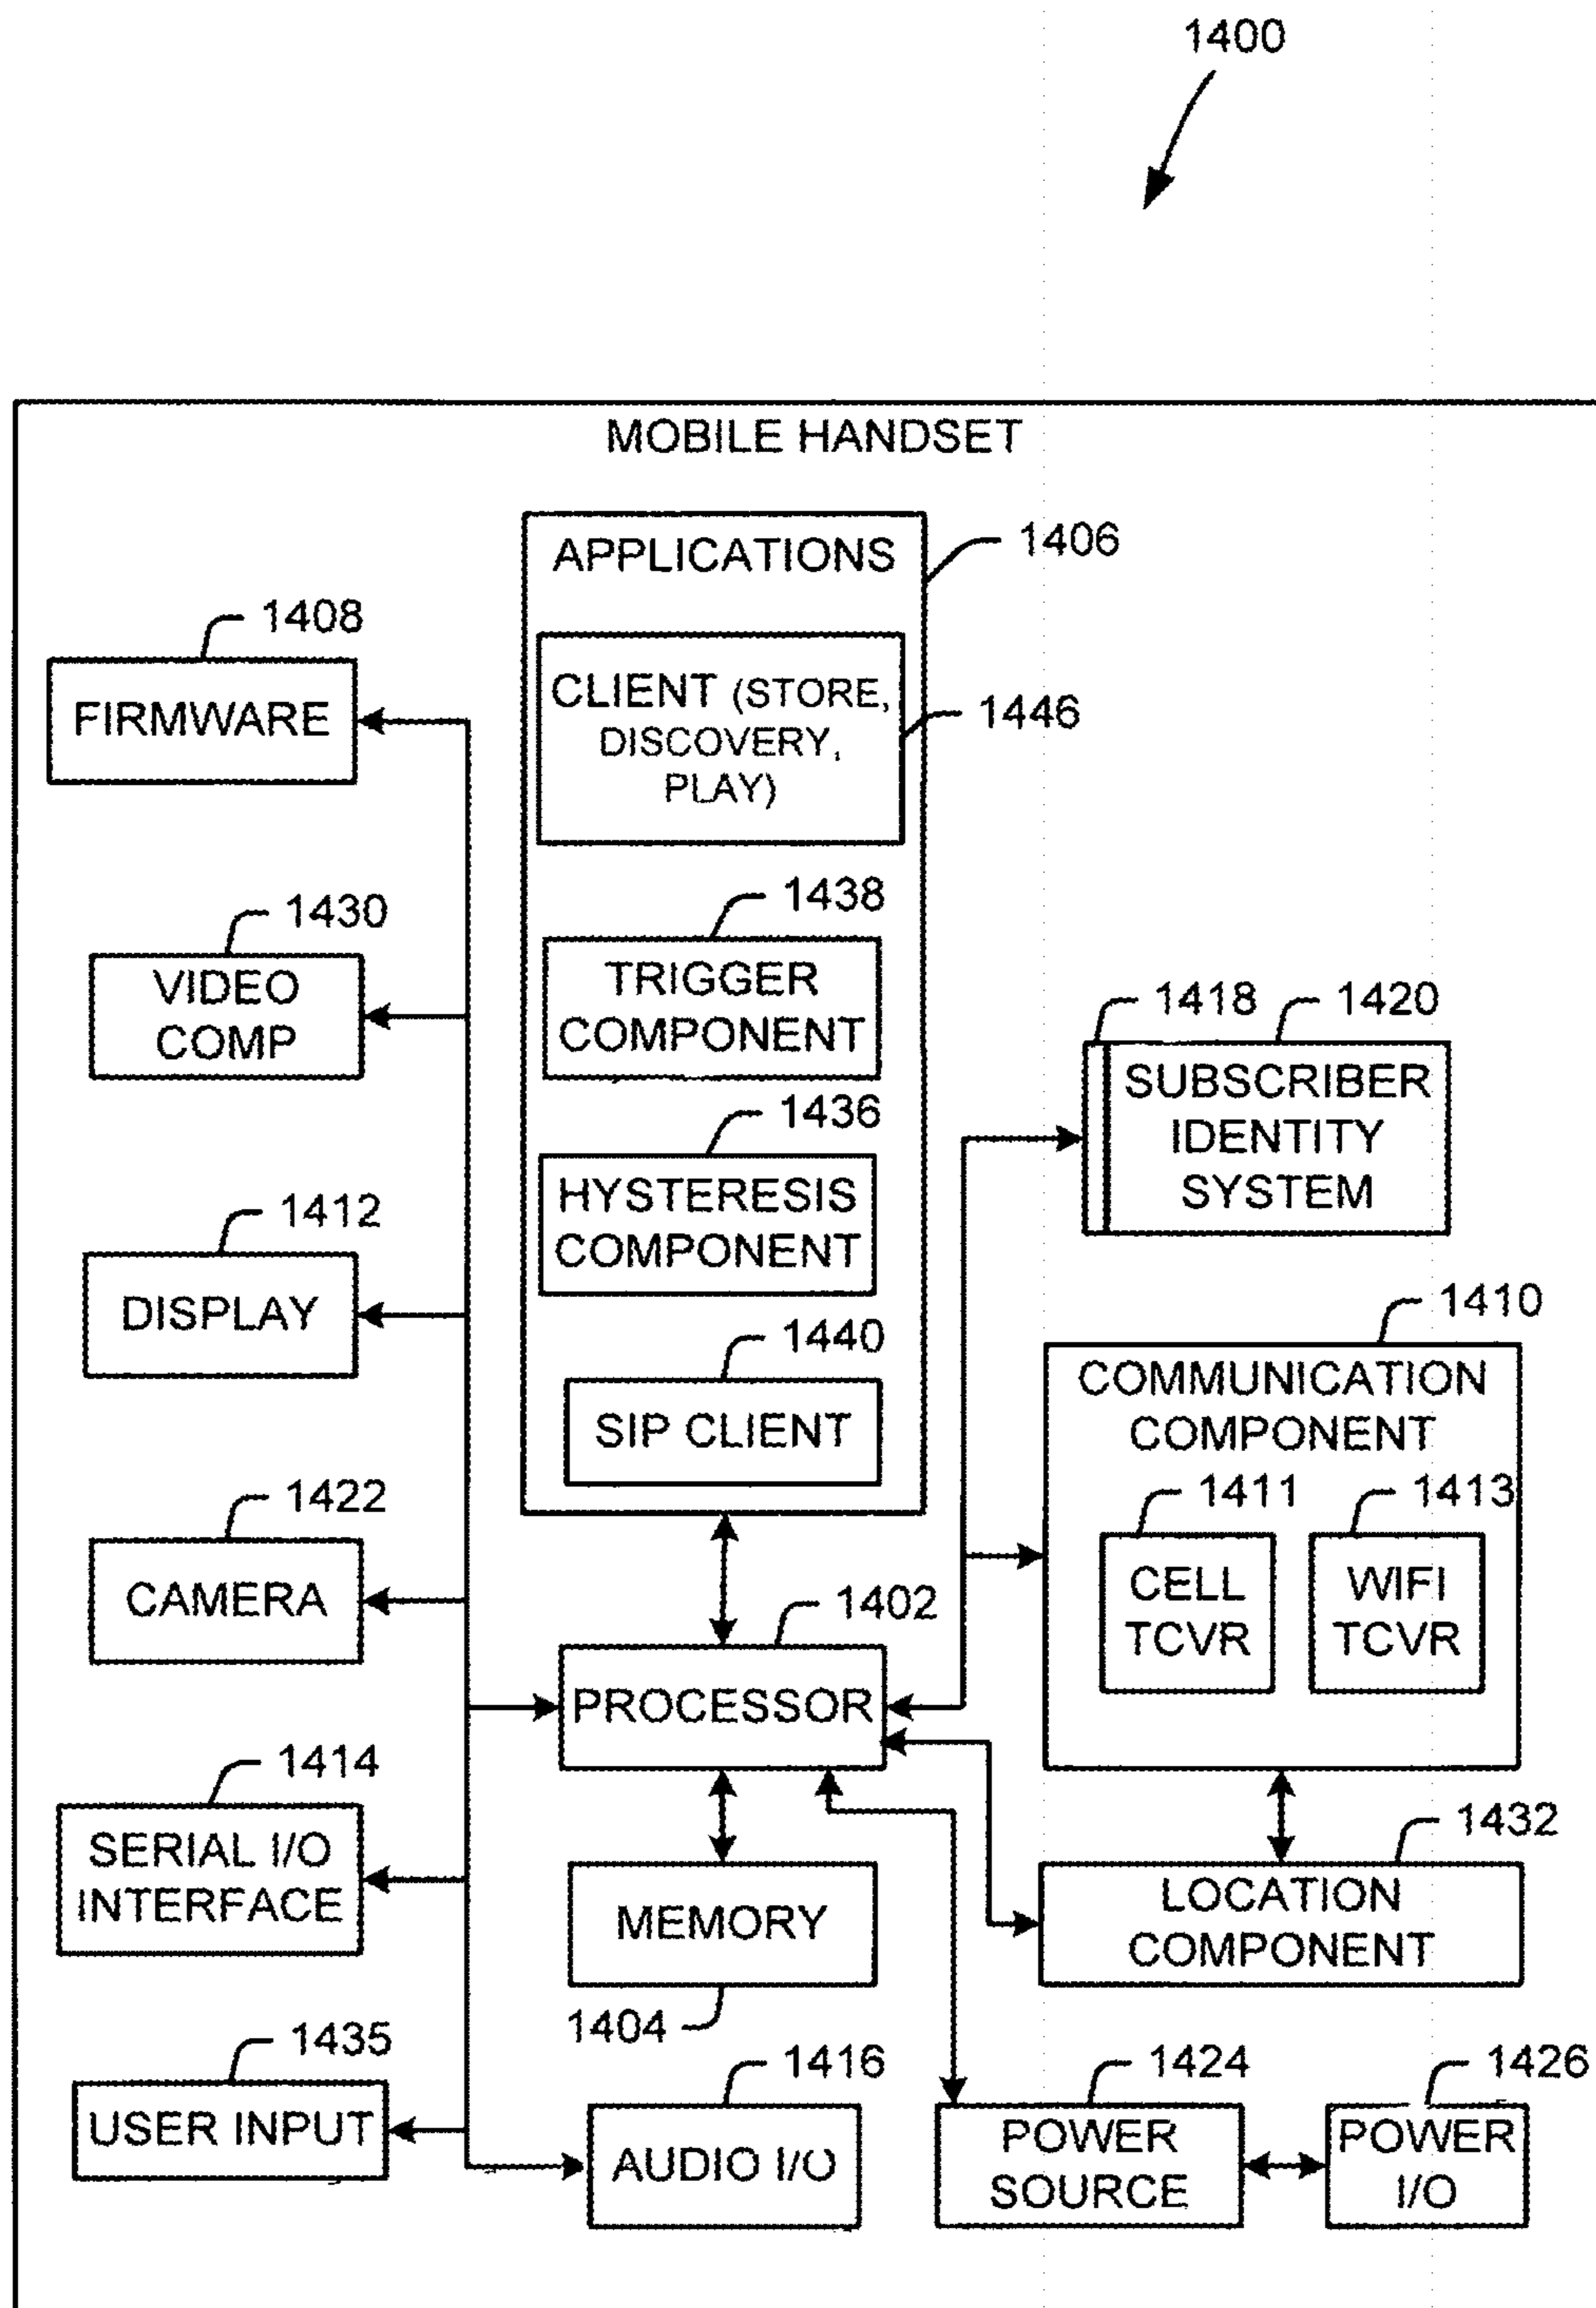 1400
MOBILE HANDSET
APPLICATIONS
1406
1408
FIRMWARE
CLIENT (STORE,
DISCOVERY,
PLAY)
1446
1430
VIDEO
COMP
1438
TRIGGER
COMPONENT
1418
1420
SUBSCRIBER
IDENTITY
SYSTEM
1436
HYSTERESIS
COMPONENT
1412
DISPLAY
1440
SIP CLIENT
1410
COMMUNICATION
COMPONENT
1411
1413
CELL
TCVR
WIFI
TCVR
1422
CAMERA
1402
PROCESSOR
1414
SERIAL I/O
INTERFACE
MEMORY
1404
1432
LOCATION
COMPONENT
1435
USER INPUT
1416
AUDIO I/O
1424
POWER
SOURCE
1426
POWER
I/O